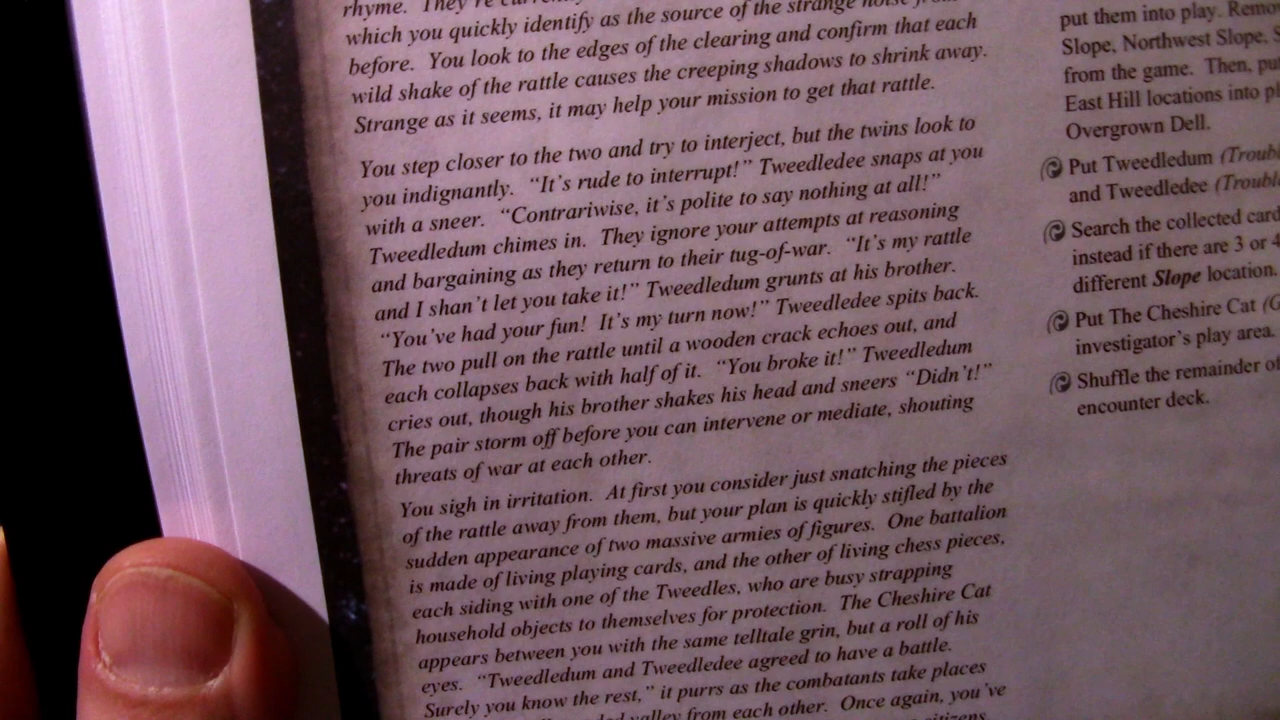 rhyme. They're
which you quickly identify as the source of the strange noise
before. You look to the edges of the clearing and confirm that each
wild shake of the rattle causes the creeping shadows to shrink away.
Strange as it seems, it may help your mission to get that rattle.
You step closer to the two and try to interject, but the twins look to
you indignantly. “It's rude to interrupt!” Tweedledee snaps at you
with a sneer. “Contrariwise, it's polite to say nothing at all!”
Tweedledum chimes in. They ignore your attempts at reasoning
and bargaining as they return to their tug-of-war. “It's my rattle
and I shan't let you take it!” Tweedledum grunts at his brother.
“You've had your fun! It's my turn now!” Tweedledee spits back.
The two pull on the rattle until a wooden crack echoes out, and
each collapses back with half of it. “You broke it!” Tweedledum
cries out, though his brother shakes his head and sneers “Didn't!”
The pair storm off before you can intervene or mediate, shouting
threats of war at each other.
You sigh in irritation. At first you consider just snatching the pieces
of the rattle away from them, but your plan is quickly stifled by the
sudden appearance of two massive armies of figures. One battalion
is made of living playing cards, and the other of living chess pieces,
each siding with one of the Tweedles, who are busy strapping
household objects to themselves for protection. The Cheshire Cat
appears between you with the same telltale grin, but a roll of his
eyes. “Tweedledum and Tweedledee agreed to have a battle.
Surely you know the rest,” it purrs as the combatants take places
valley from each other. Once again, you've
citizens
put them into play.
Slope, Northwest Slope,
from the game. Then,
East Hill locations into
Overgrown Dell.
Put Tweedledum
and Tweedledee
Search the collected
instead if there are 3 or
different Slope location.
Put The Cheshire Cat
investigator's play area.
Shuffle the remainder
encounter deck.